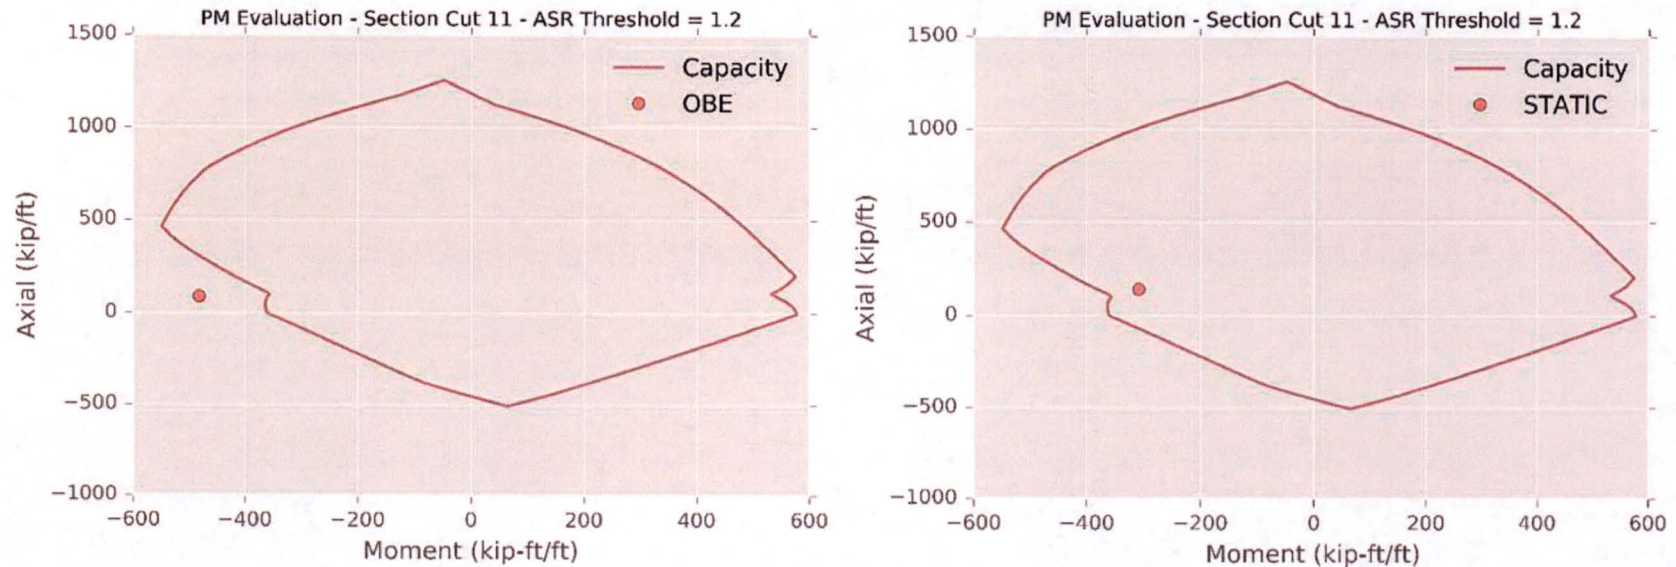 PM Evaluation - Section Cut 11 - ASR Threshold = 1.2
1500
1000
500
0
−500
−1000
Axial (kip/ft)
Capacity
OBE
−600 −400 −200 0 200 400 600
Moment (kip-ft/ft)
PM Evaluation - Section Cut 11 - ASR Threshold = 1.2
1500
1000
500
0
−500
−1000
Axial (kip/ft)
Capacity
STATIC
−600 −400 −200 0 200 400 600
Moment (kip-ft/ft)